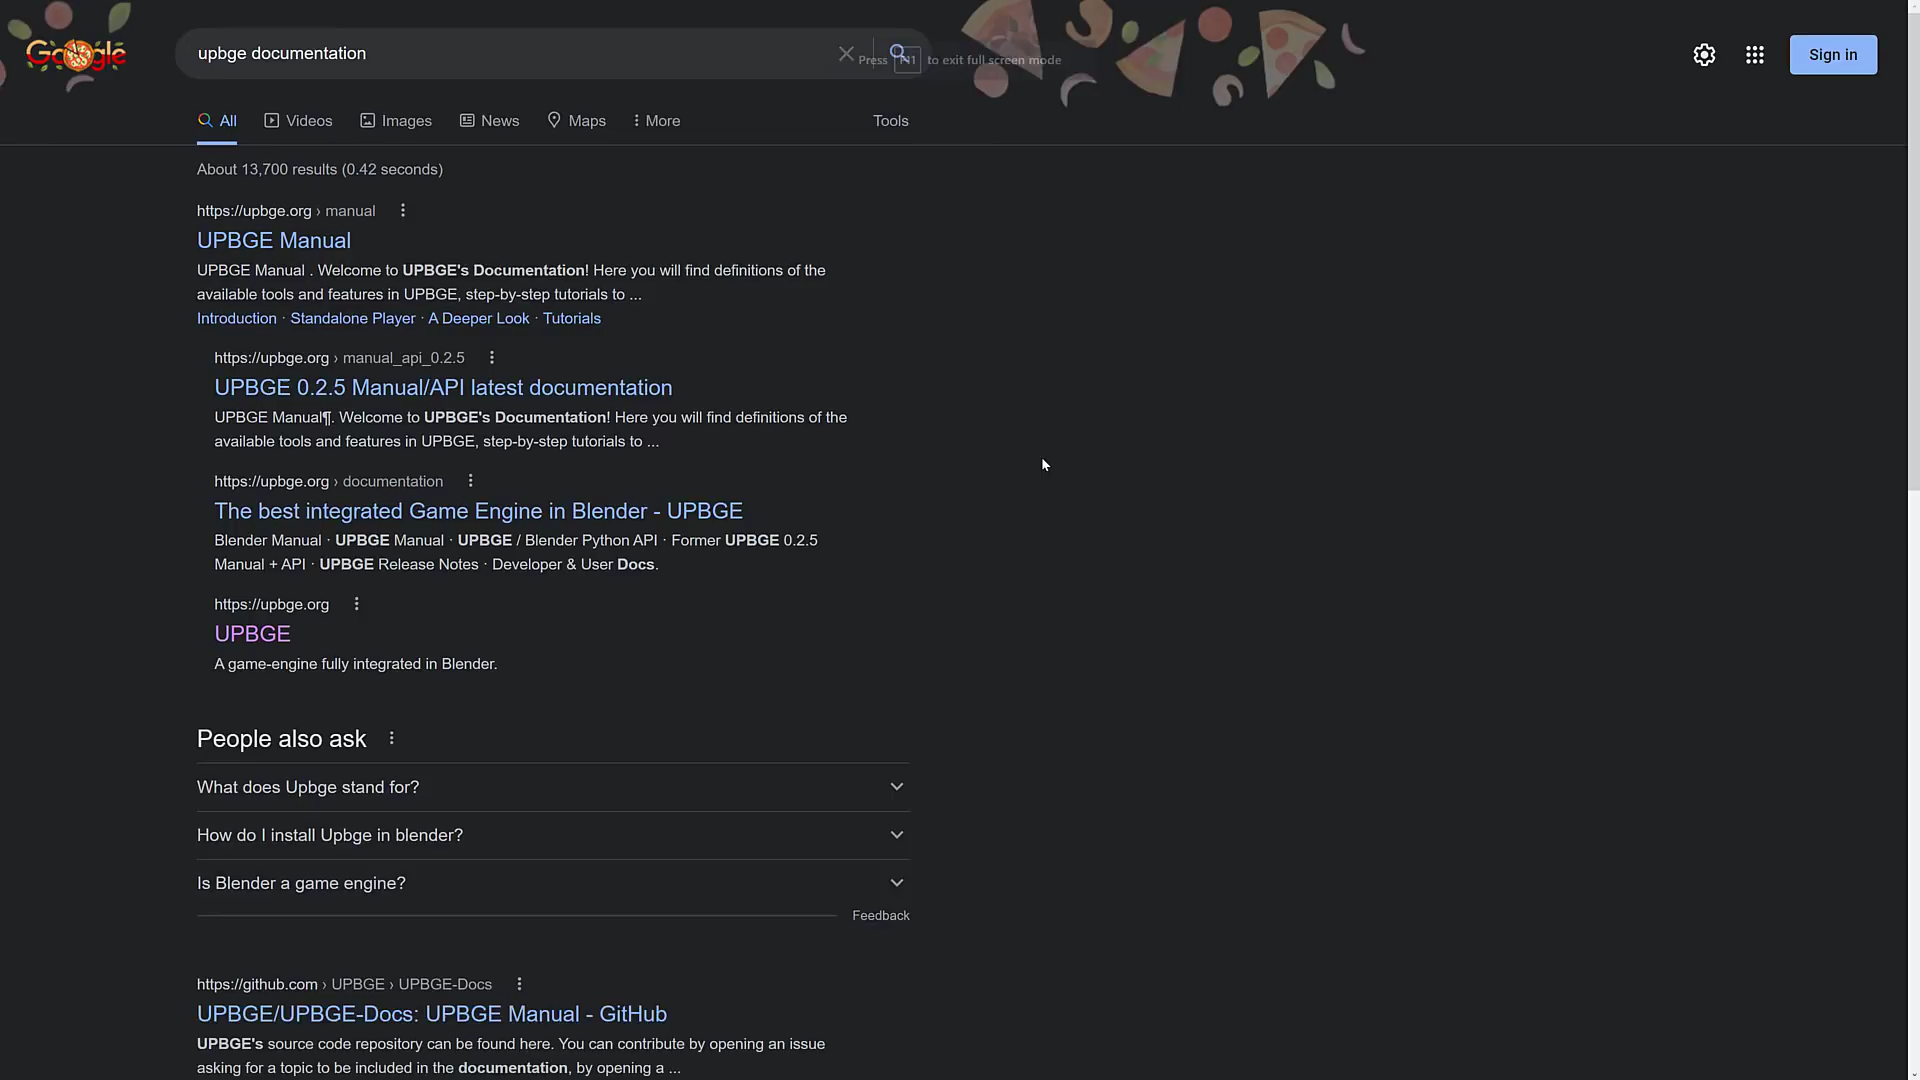 Google
upbge documentation
Press F11 to exit full screen mode
Sign in
All
Videos
Images
News
Maps
More
Tools
About 13,700 results (0.42 seconds)
https://upbge.org › manual
UPBGE Manual
UPBGE Manual . Welcome to UPBGE's Documentation! Here you will find definitions of the
available tools and features in UPBGE, step-by-step tutorials to ...
Introduction · Standalone Player · A Deeper Look · Tutorials
https://upbge.org › manual_api_0.2.5
UPBGE 0.2.5 Manual/API latest documentation
UPBGE Manual¶. Welcome to UPBGE's Documentation! Here you will find definitions of the
available tools and features in UPBGE, step-by-step tutorials to ...
https://upbge.org › documentation
The best integrated Game Engine in Blender - UPBGE
Blender Manual · UPBGE Manual · UPBGE / Blender Python API · Former UPBGE 0.2.5
Manual + API · UPBGE Release Notes · Developer & User Docs.
https://upbge.org
UPBGE
A game-engine fully integrated in Blender.
People also ask
What does Upbge stand for?
How do I install Upbge in blender?
Is Blender a game engine?
Feedback
https://github.com › UPBGE › UPBGE-Docs
UPBGE/UPBGE-Docs: UPBGE Manual - GitHub
UPBGE's source code repository can be found here. You can contribute by opening an issue
asking for a topic to be included in the documentation, by opening a ...